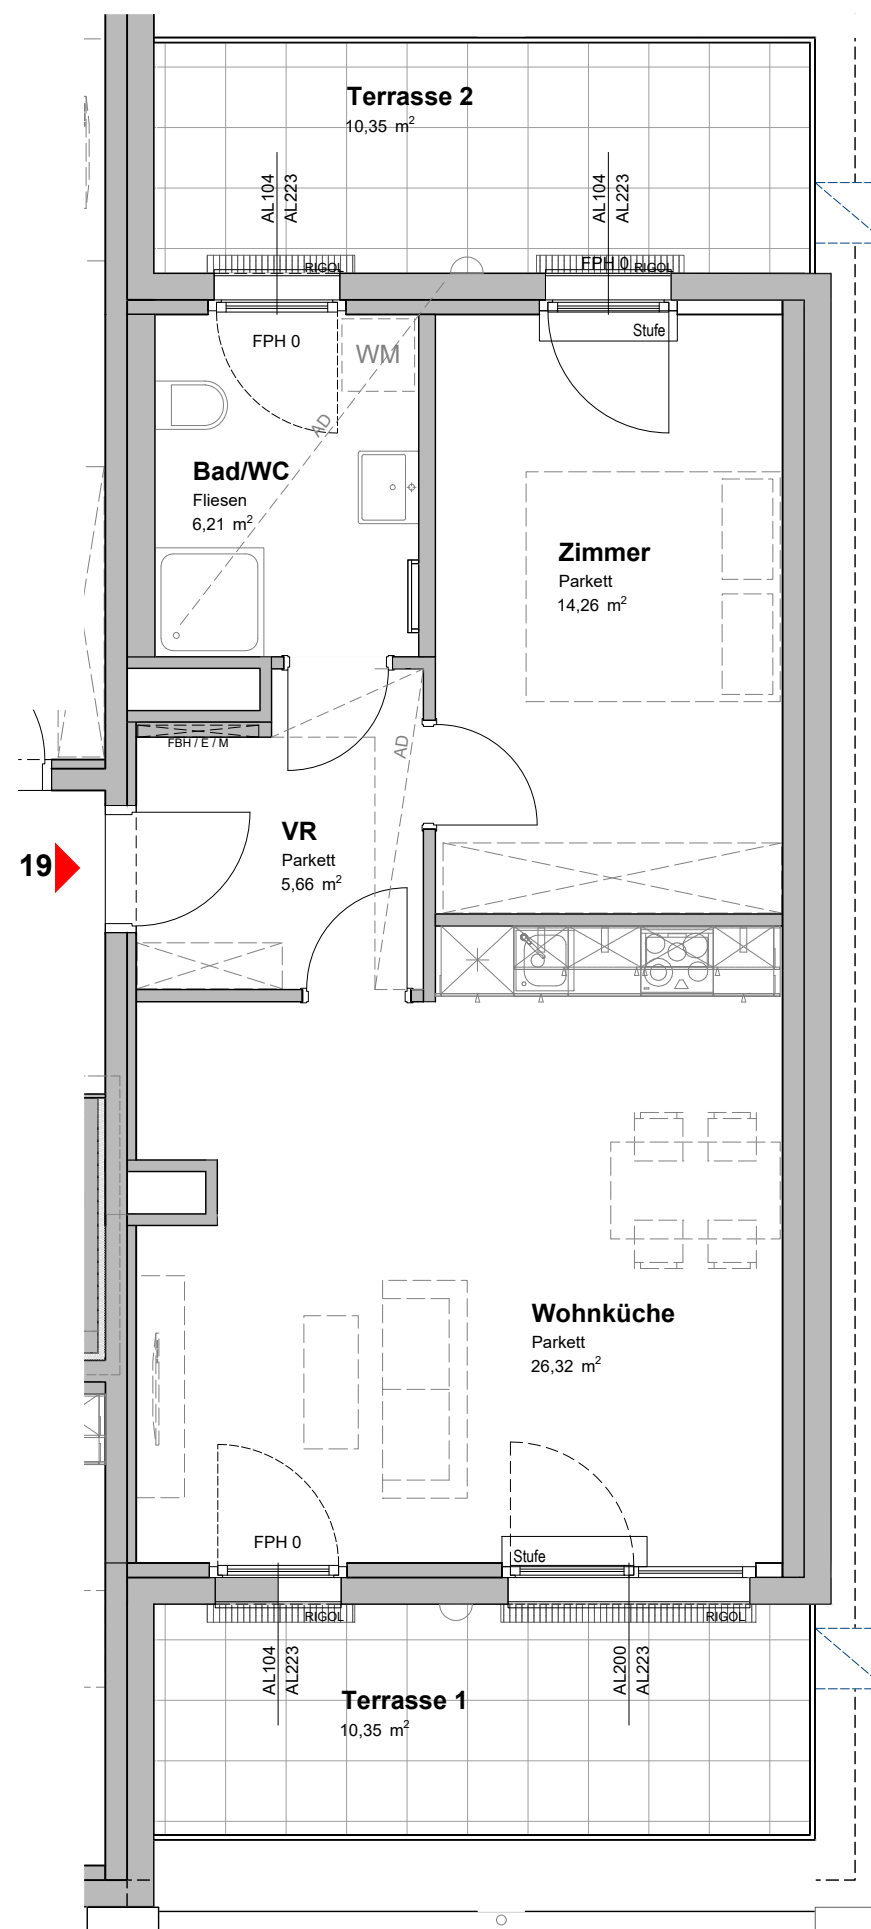 Terrasse 2
10,35 m²
AL104
AL223
AL104
AL223
RIGOL
FPH 0
RIGOL
Stufe
FPH 0
WM
AD
Bad/WC
Fliesen
6,21 m²
Zimmer
Parkett
14,26 m²
FBH / E / M
AD
VR
Parkett
5,66 m²
19
Wohnküche
Parkett
26,32 m²
FPH 0
Stufe
RIGOL
RIGOL
AL104
AL223
AL200
AL223
Terrasse 1
10,35 m²